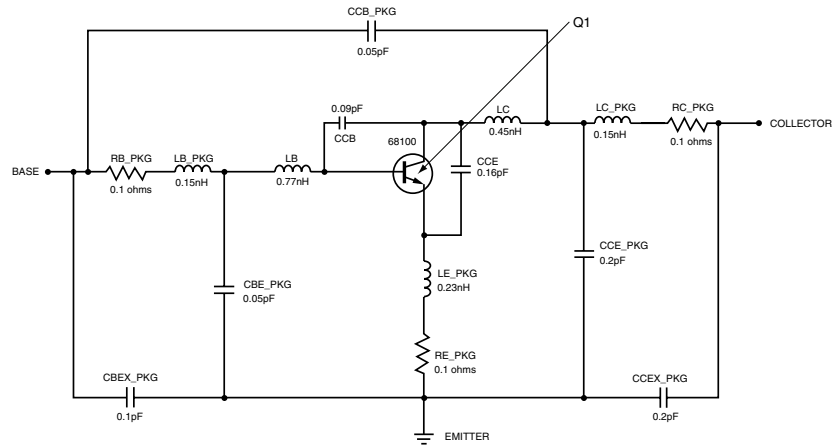 CCB_PKG
0.05pF
Q1
0.09pF
CCB
LC
0.45nH
LC_PKG
0.15nH
RC_PKG
0.1 ohms
COLLECTOR
68100
CCE
0.16pF
BASE
RB_PKG
0.1 ohms
LB_PKG
0.15nH
LB
0.77nH
CCE_PKG
0.2pF
CBE_PKG
0.05pF
LE_PKG
0.23nH
RE_PKG
0.1 ohms
CBEX_PKG
0.1pF
CCEX_PKG
0.2pF
EMITTER